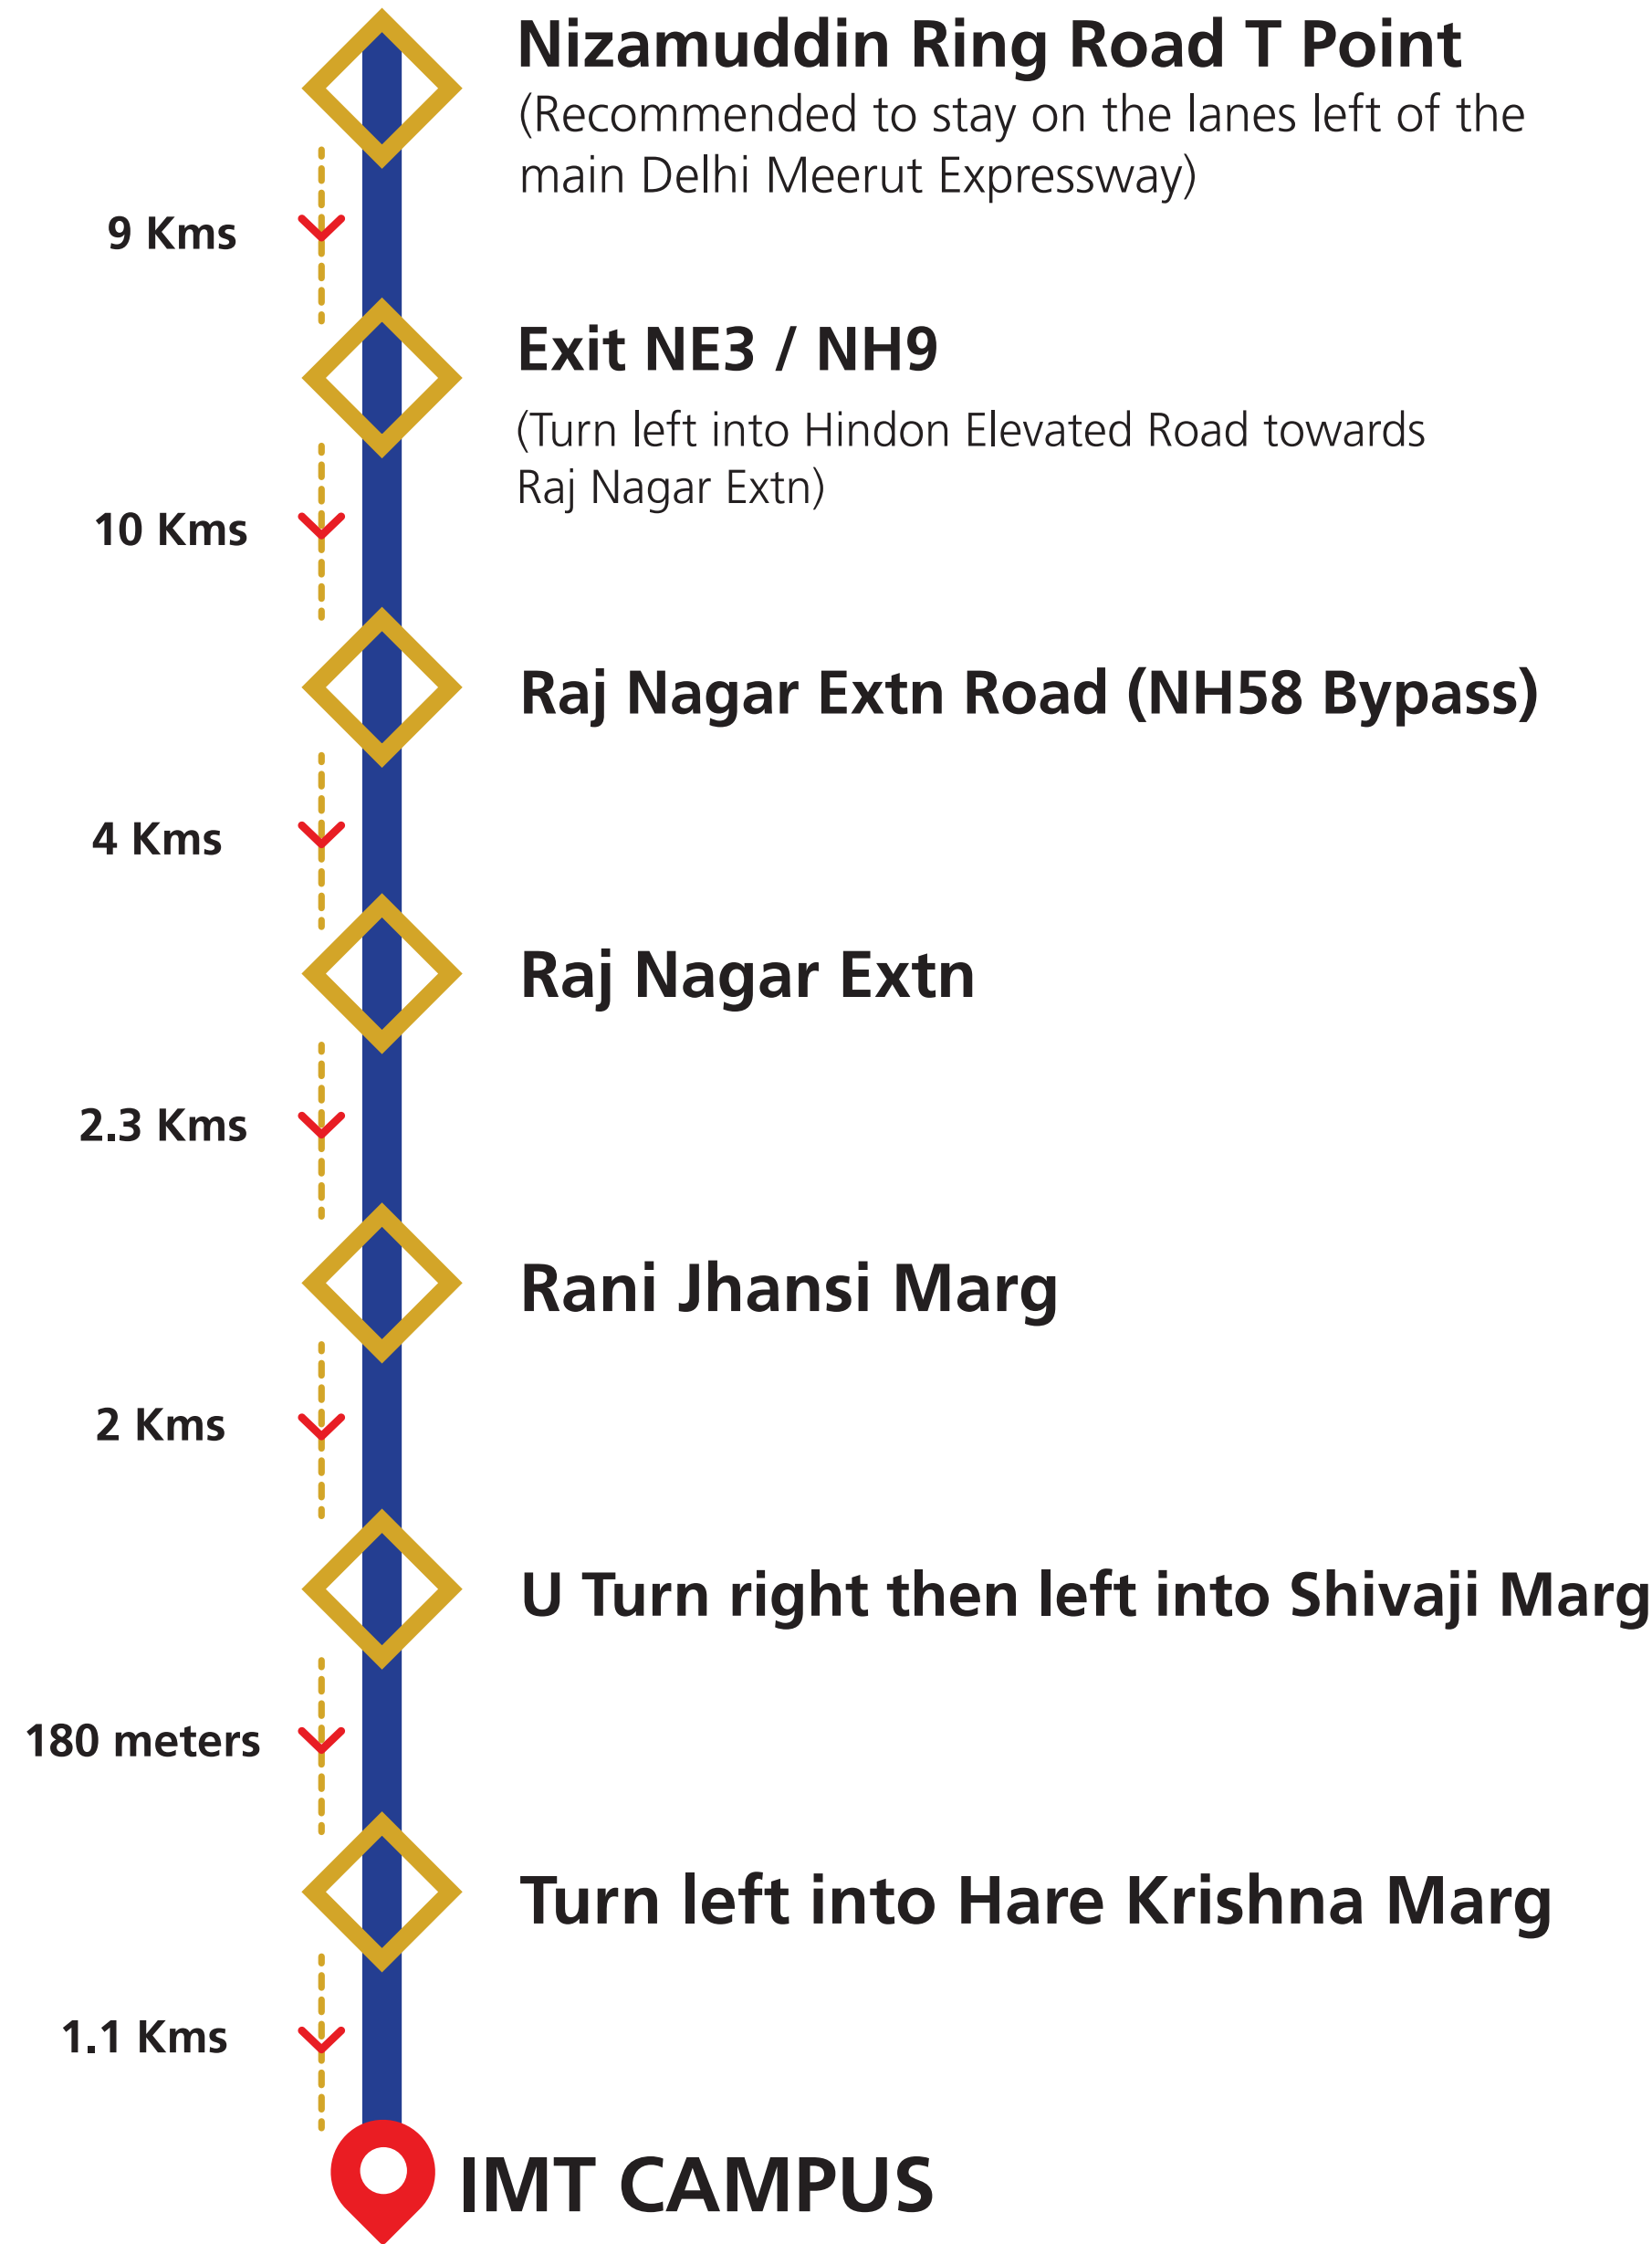 Nizamuddin Ring Road T Point
(Recommended to stay on the lanes left of the
main Delhi Meerut Expressway)
9 Kms
Exit NE3 / NH9
(Turn left into Hindon Elevated Road towards
Raj Nagar Extn)
10 Kms
Raj Nagar Extn Road (NH58 Bypass)
4 Kms
Raj Nagar Extn
2.3 Kms
Rani Jhansi Marg
2 Kms
U Turn right then left into Shivaji Marg
180 meters
Turn left into Hare Krishna Marg
1.1 Kms
IMT CAMPUS